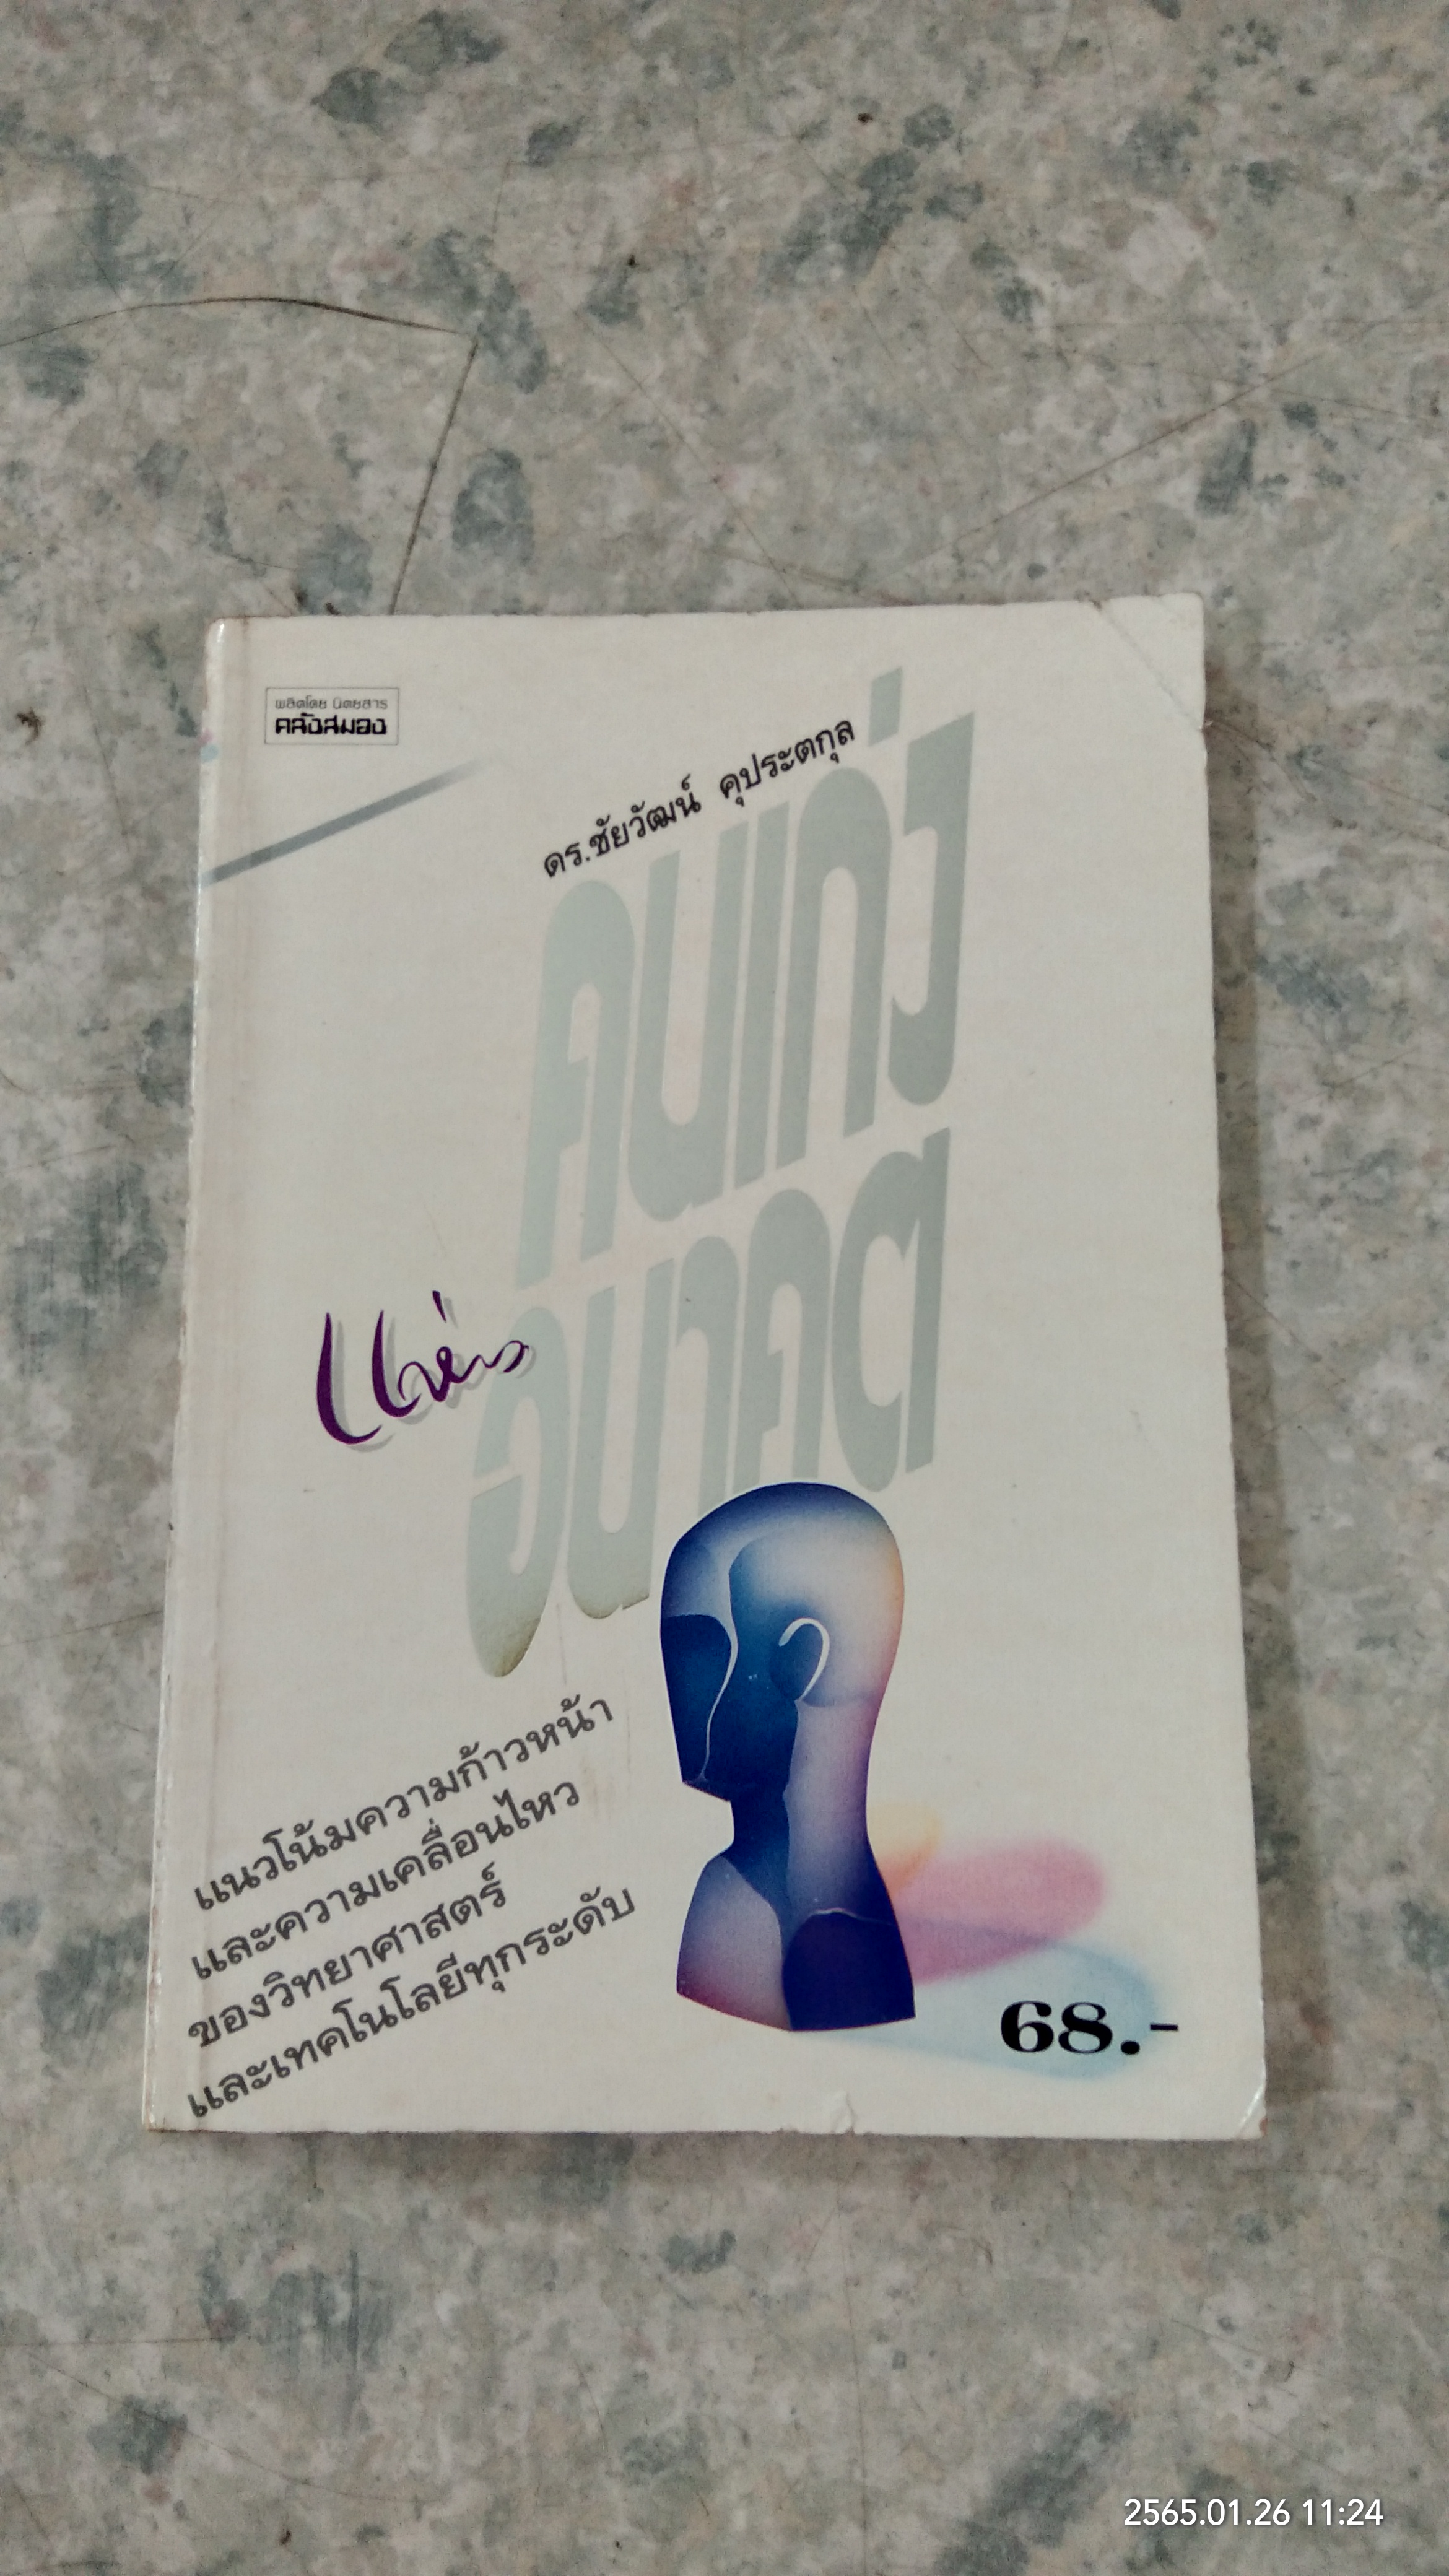 ผลิตโดย นิตยสาร
คลังสมอง
ดร.ชัยวัฒน์ คุประตกุล
คนเก่ง
แห่ง
อนาคต
แนวโน้มความก้าวหน้า
และความเคลื่อนไหว
ของวิทยาศาสตร์
และเทคโนโลยีทุกระดับ
68.-
2565.01.26 11:24